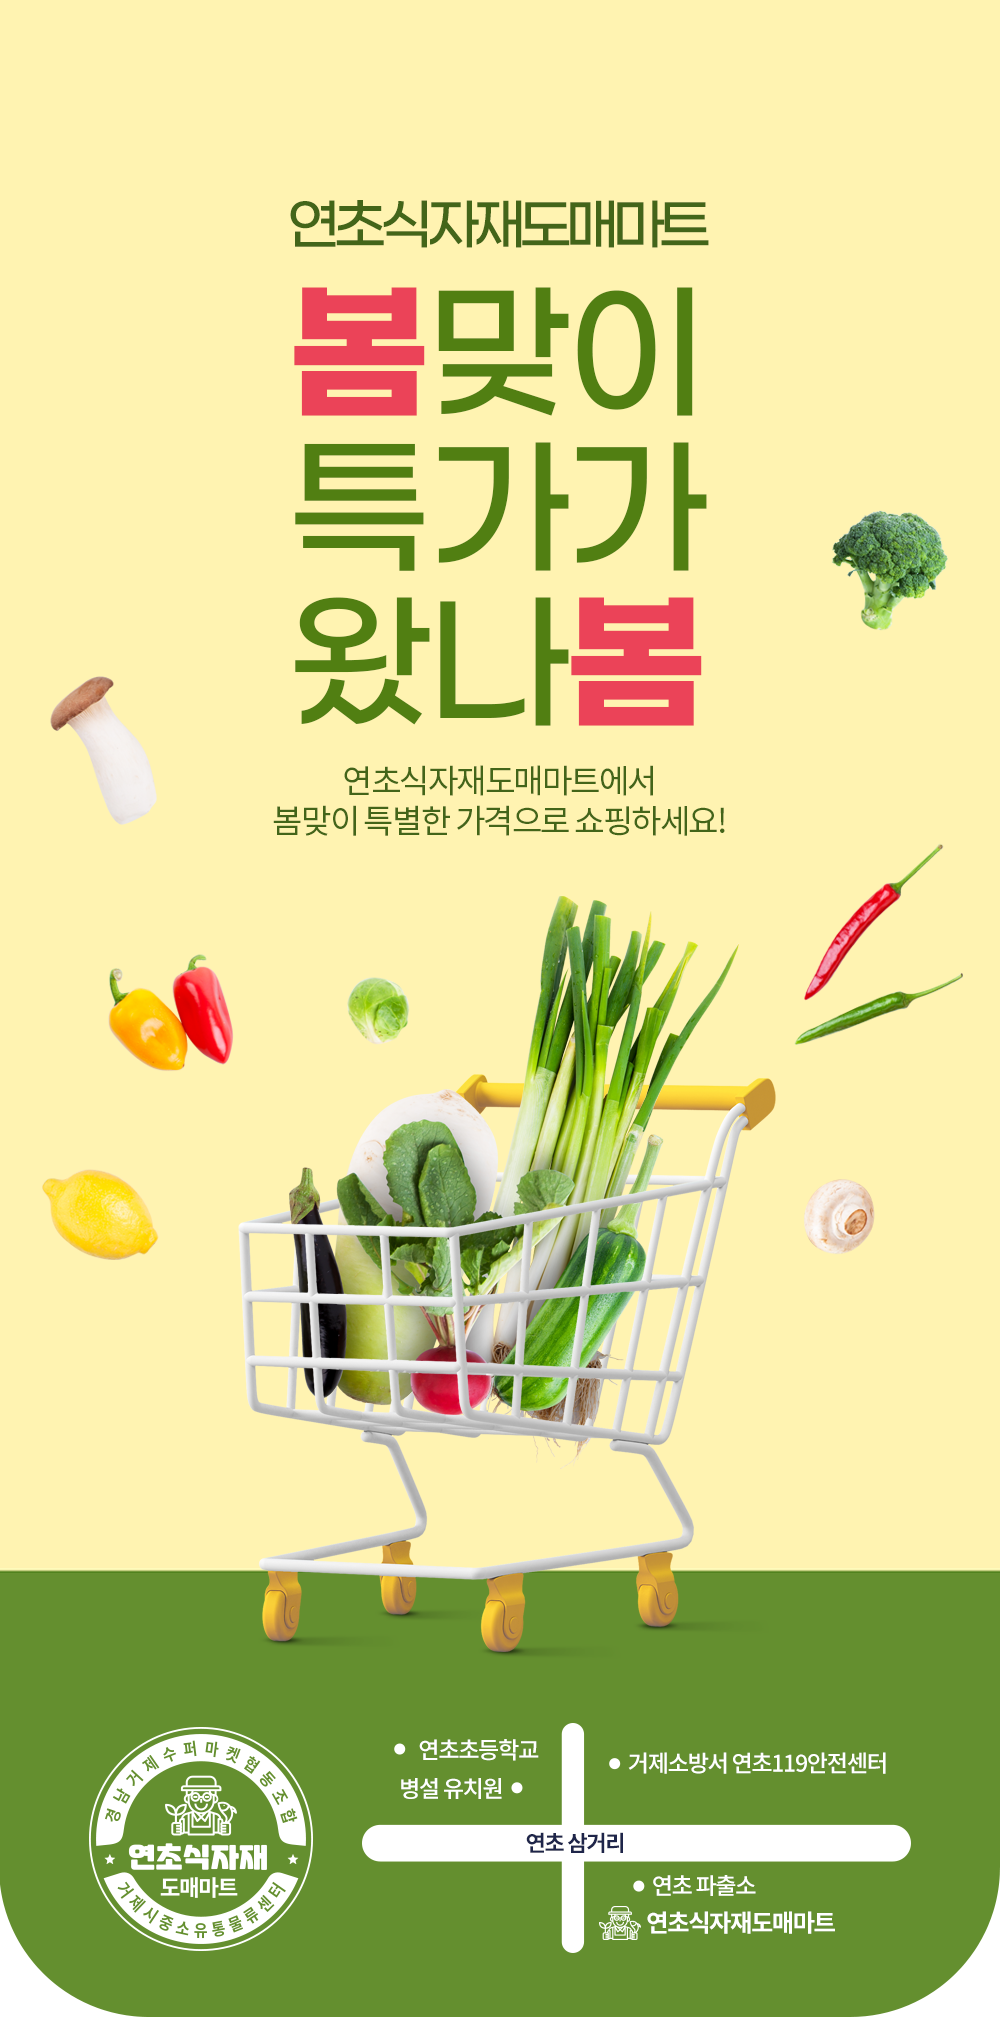 연초식자재도매마트
봄맞이
특가가
왔나봄
연초식자재도매마트에서
봄맞이 특별한 가격으로 쇼핑하세요!
경남거제수퍼마켓협동조합
연초식자재
도매마트
거제시중소유통물류센터
연초초등학교
병설 유치원
거제소방서 연초119안전센터
연초 삼거리
연초 파출소
연초식자재도매마트